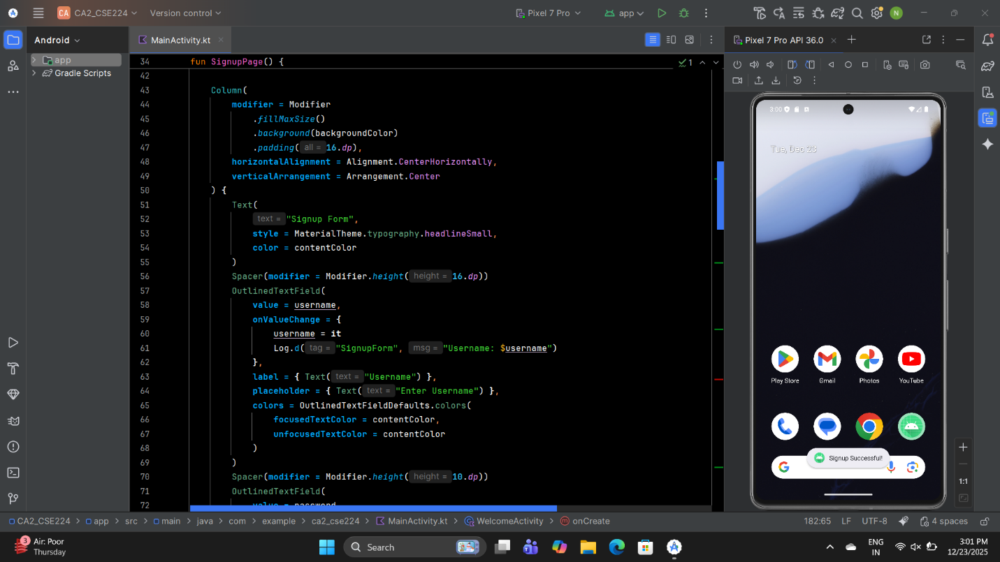 CA CA2_CSE224 Version control Pixel 7 Pro app N
Android MainActivity.kt Pixel 7 Pro API 36.0
app
Gradle Scripts
34 fun SignupPage() { 1
42
43 Column(
44 modifier = Modifier
45 .fillMaxSize()
46 .background(backgroundColor)
47 .padding( all = 16.dp),
48 horizontalAlignment = Alignment.CenterHorizontally,
49 verticalArrangement = Arrangement.Center
50 ) {
51 Text(
52 text = "Signup Form",
53 style = MaterialTheme.typography.headlineSmall,
54 color = contentColor
55 )
56 Spacer(modifier = Modifier.height( height = 16.dp))
57 OutlinedTextField(
58 value = username,
59 onValueChange = {
60 username = it
61 Log.d( tag = "SignupForm", msg = "Username: $username")
62 },
63 label = { Text( text = "Username") },
64 placeholder = { Text( text = "Enter Username") },
65 colors = OutlinedTextFieldDefaults.colors(
66 focusedTextColor = contentColor,
67 unfocusedTextColor = contentColor
68 )
69 )
70 Spacer(modifier = Modifier.height( height = 10.dp))
71 OutlinedTextField(
72 value = password
3:00
Tue, Dec 23
Play Store Gmail Photos YouTube
Signup Successful!
1:1
CA2_CSE224 > app > src > main > java > com > example > ca2_cse224 > MainActivity.kt > WelcomeActivity > onCreate 182:65 LF UTF-8 4 spaces
3 Air: Poor
Thursday
Search
ENG
IN
3:01 PM
12/23/2025